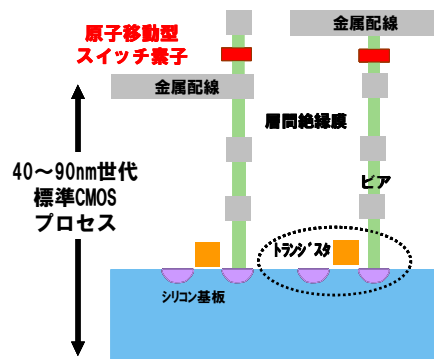 原子移動型
スイッチ素子
金属配線
金属配線
層間絶縁膜
40～90nm世代
標準CMOS
プロセス
ビア
トランジスタ
シリコン基板